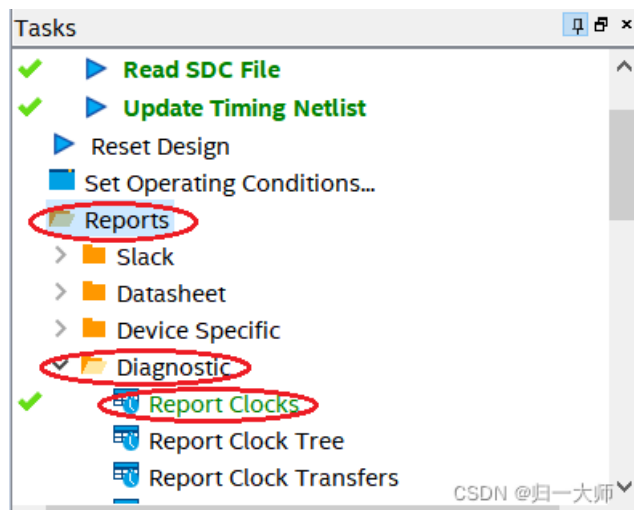 Tasks
Read SDC File
Update Timing Netlist
Reset Design
Set Operating Conditions...
Reports
Slack
Datasheet
Device Specific
Diagnostic
Report Clocks
Report Clock Tree
Report Clock Transfers
CSDN @归一大师